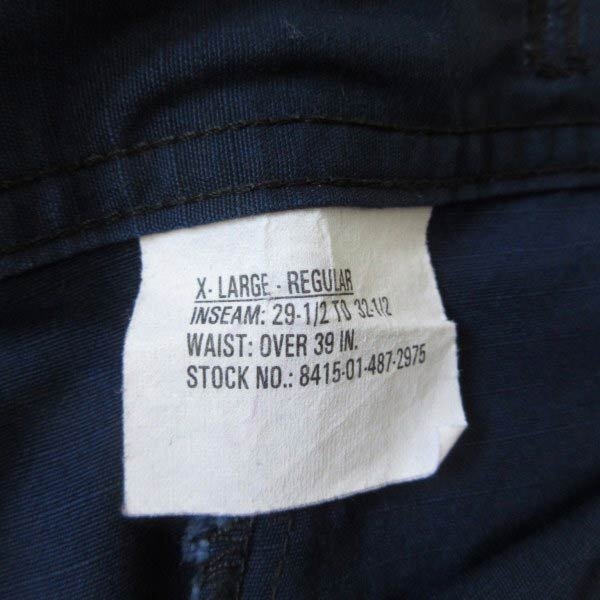 X-LARGE - REGULAR
INSEAM: 29-1/2 TO 32-1/2
WAIST: OVER 39 IN.
STOCK NO.: 8415-01-487-2975